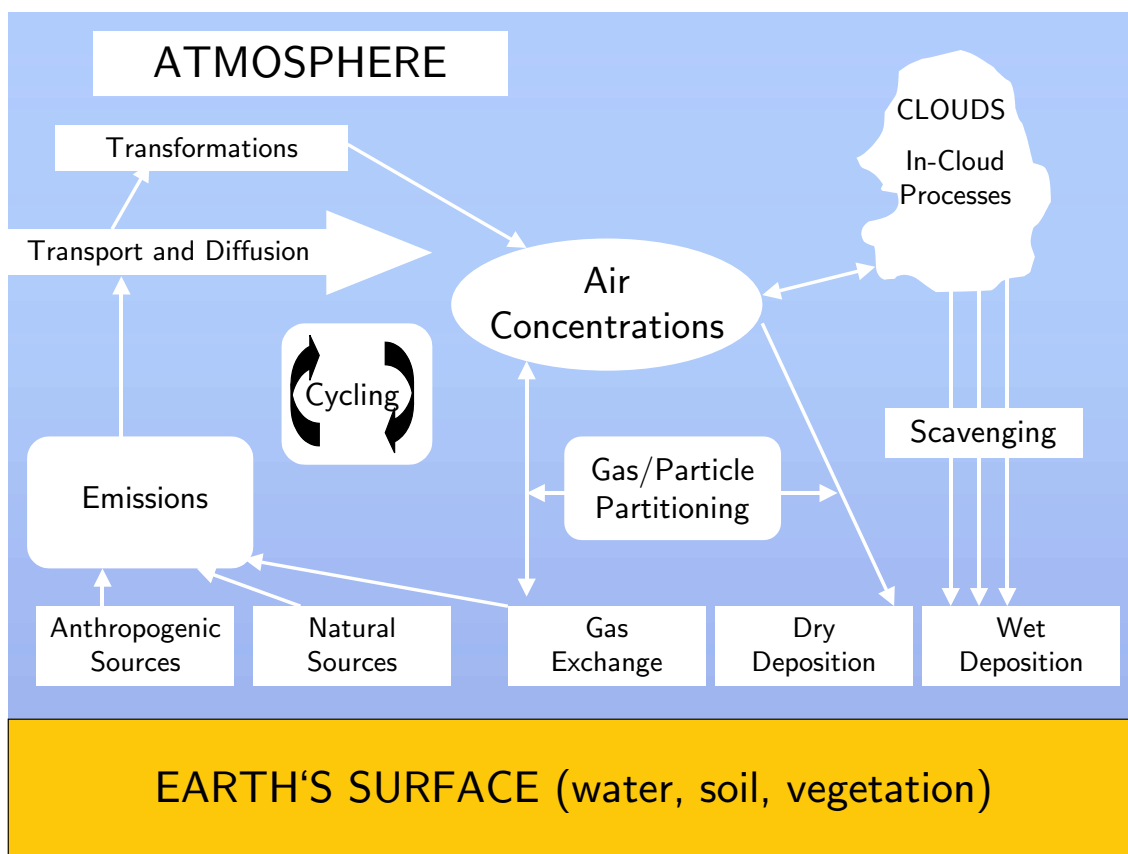 ATMOSPHERE
CLOUDS
In-Cloud
Processes
Transformations
Transport and Diffusion
Air
Concentrations
Cycling
Scavenging
Gas/Particle
Partitioning
Emissions
Anthropogenic
Sources
Natural
Sources
Gas
Exchange
Dry
Deposition
Wet
Deposition
EARTH‘S SURFACE (water, soil, vegetation)